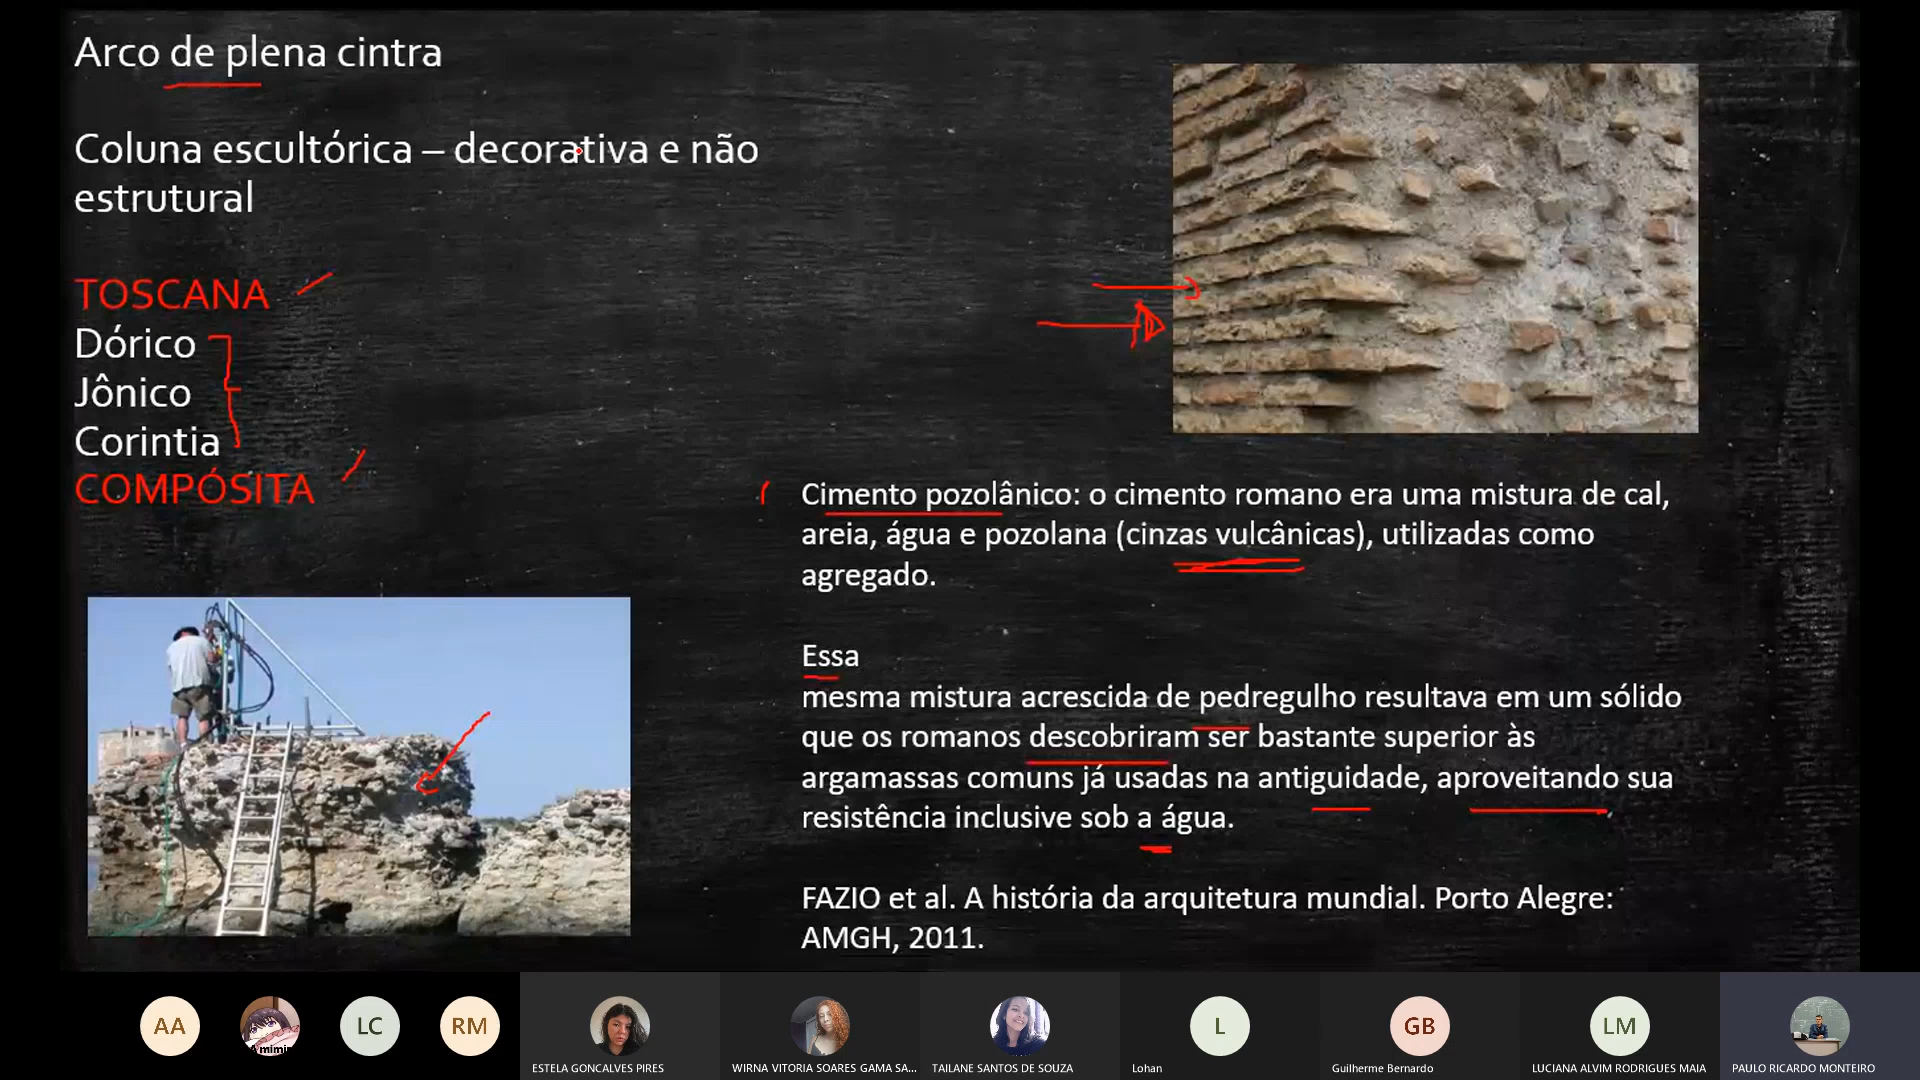 Arco de plena cintra
Coluna escultórica – decorativa e não
estrutural
TOSCANA
Dórico
Jônico
Corintia
COMPÓSITA
Cimento pozolânico: o cimento romano era uma mistura de cal,
areia, água e pozolana (cinzas vulcânicas), utilizadas como
agregado.
Essa
mesma mistura acrescida de pedregulho resultava em um sólido
que os romanos descobriram ser bastante superior às
argamassas comuns já usadas na antiguidade, aproveitando sua
resistência inclusive sob a água.
FAZIO et al. A história da arquitetura mundial. Porto Alegre:
AMGH, 2011.
AA
LC
RM
L
GB
LM
ESTELA GONCALVES PIRES
WIRNA VITORIA SOARES GAMA SA...
TAILANE SANTOS DE SOUZA
Lohan
Guilherme Bernardo
LUCIANA ALVIM RODRIGUES MAIA
PAULO RICARDO MONTEIRO